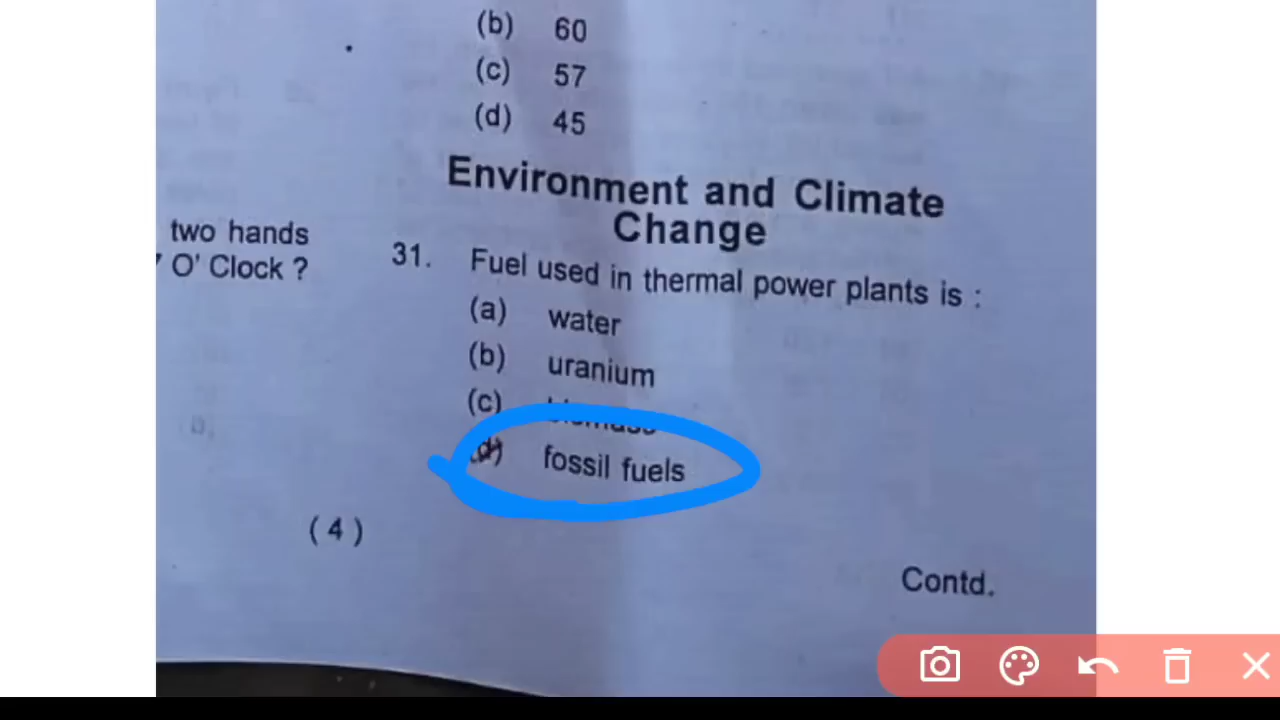 (b) 60
(c) 57
(d) 45
Environment and Climate
Change
two hands
O' Clock ?
31. Fuel used in thermal power plants is :
(a) water
(b) uranium
(c) biomass
(d) fossil fuels
(4)
Contd.